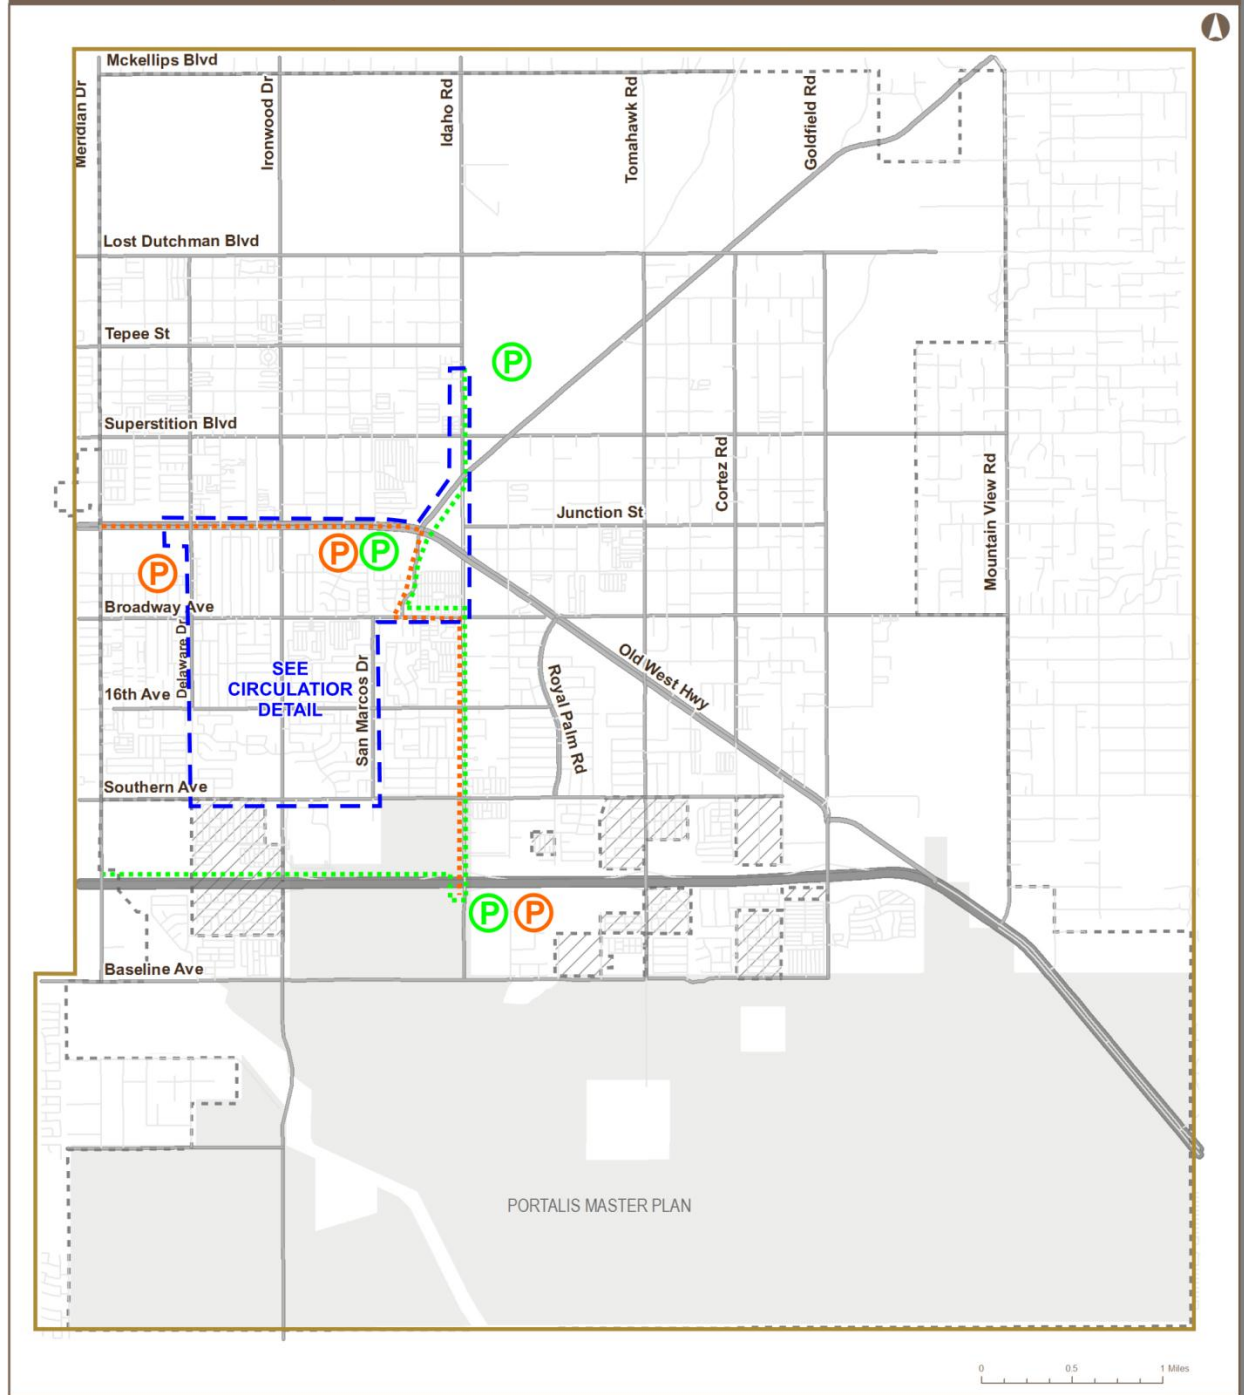 Mckellips Blvd
Meridian Dr
Ironwood Dr
Idaho Rd
Tomahawk Rd
Goldfield Rd
Lost Dutchman Blvd
Tepee St
P
Superstition Blvd
Cortez Rd
Mountain View Rd
Junction St
P
P
P
Broadway Ave
Delaware Dr
SEE
CIRCULATIOR
DETAIL
San Marcos Dr
16th Ave
Royal Palm Rd
Old West Hwy
Southern Ave
P
P
Baseline Ave
PORTALIS MASTER PLAN
0
0.5
1 Miles